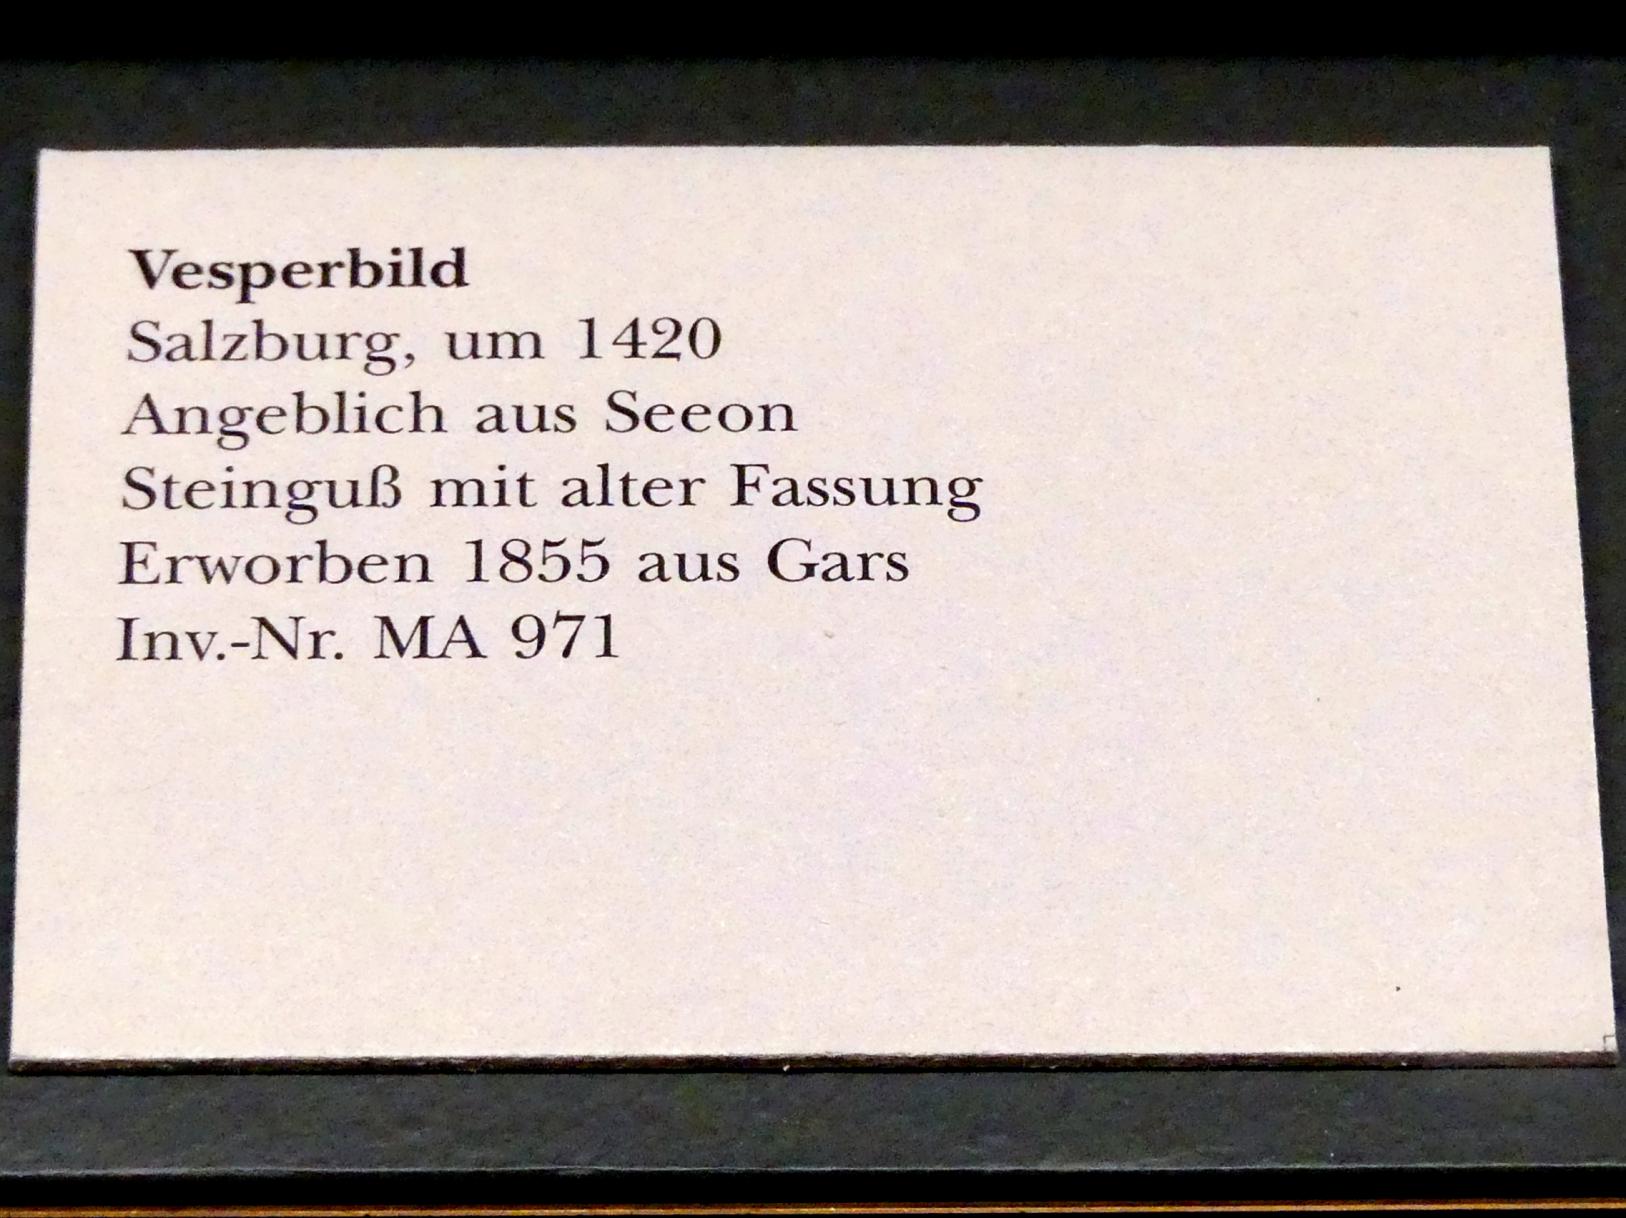 Vesperbild
Salzburg, um 1420
Angeblich aus Seeon
Steinguß mit alter Fassung
Erworben 1855 aus Gars
Inv.-Nr. MA 971